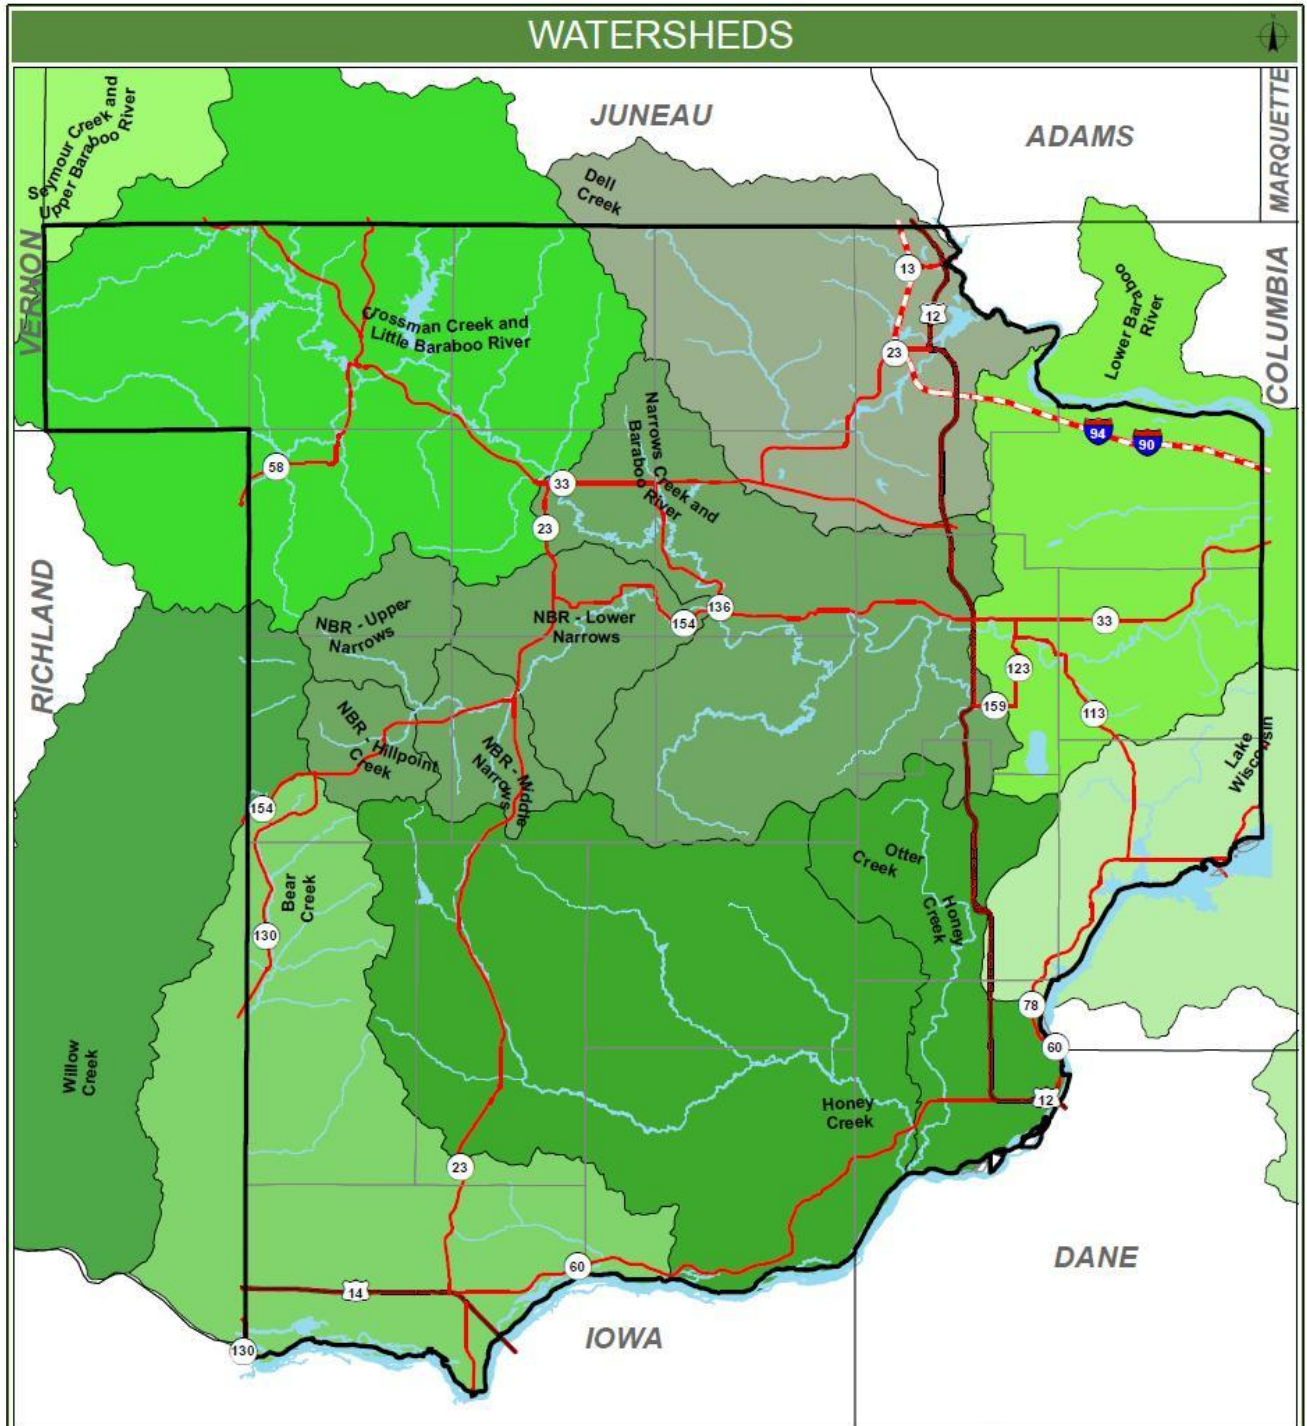 WATERSHEDS
Seymour Creek and
Upper Baraboo River
JUNEAU
ADAMS
MARQUETTE
Dell
Creek
VERNON
13
12
23
Crossman Creek and
Little Baraboo River
Lower Baraboo
River
COLUMBIA
Narrows Creek and
Baraboo River
94
90
58
33
23
RICHLAND
NBR - Upper
Narrows
NBR - Lower
Narrows
154
136
33
123
159
113
NBR - Hillpoint
Creek
NBR - Middle
Narrows
Lake
Wisconsin
154
Bear
Creek
130
Otter
Creek
Honey
Creek
78
60
Willow
Creek
Honey
Creek
12
23
60
14
DANE
IOWA
130